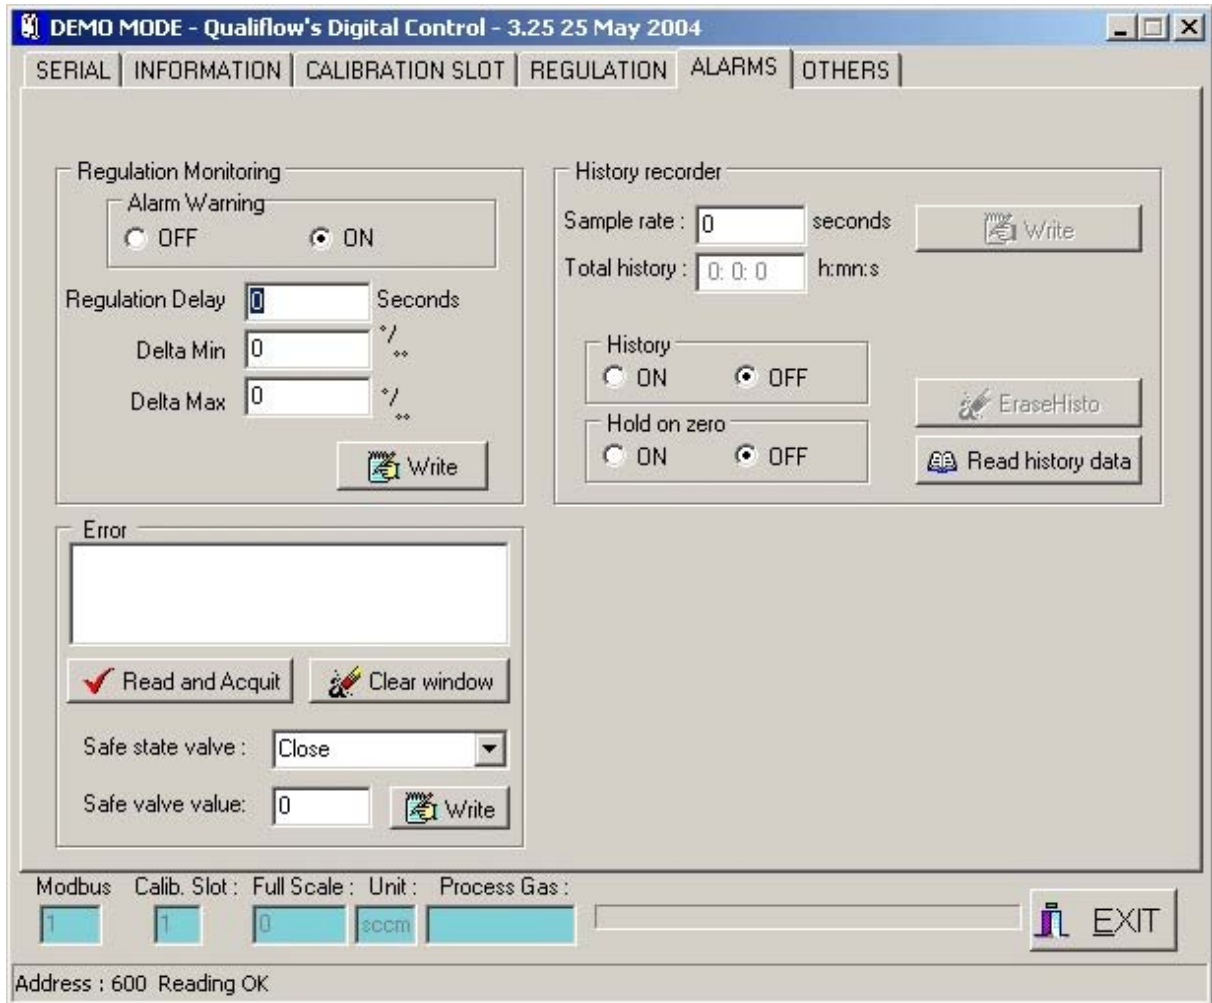 DEMO MODE - Qualiflow's Digital Control - 3.25 25 May 2004
SERIAL INFORMATION CALIBRATION SLOT REGULATION ALARMS OTHERS
Regulation Monitoring
Alarm Warning
OFF ON
Regulation Delay 0 Seconds
Delta Min 0 °/°°
Delta Max 0 °/°°
Write
History recorder
Sample rate : 0 seconds Write
Total history : 0: 0: 0 h:mn:s
History
ON OFF
EraseHisto
Hold on zero
ON OFF
Read history data
Error
Read and Acquit Clear window
Safe state valve : Close
Safe valve value: 0 Write
Modbus Calib. Slot : Full Scale : Unit : Process Gas :
1 1 0 sccm
EXIT
Address : 600 Reading OK